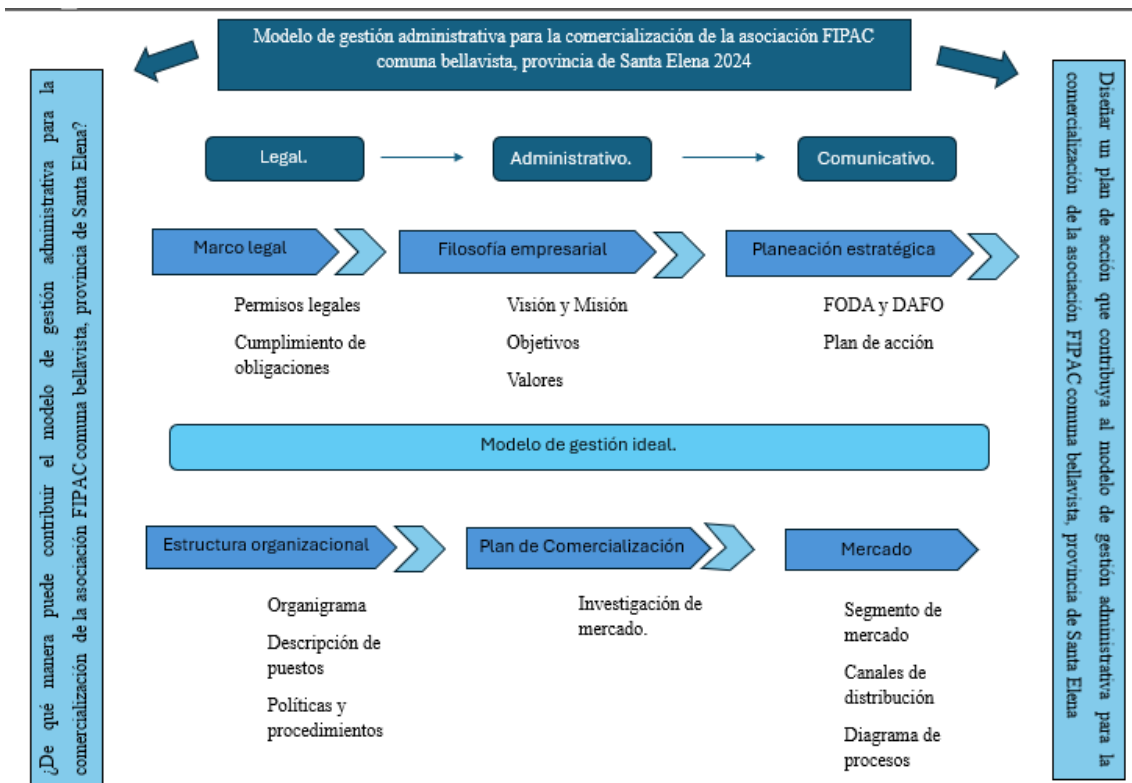 Modelo de gestión administrativa para la comercialización de la asociación FIPAC
comuna bellavista, provincia de Santa Elena 2024
¿De qué manera puede contribuir el modelo de gestión administrativa para la
comercialización de la asociación FIPAC comuna bellavista, provincia de Santa Elena?
Legal.
Administrativo.
Comunicativo.
Marco legal
Filosofía empresarial
Planeación estratégica
Permisos legales
Cumplimiento de
obligaciones
Visión y Misión
Objetivos
Valores
FODA y DAFO
Plan de acción
Modelo de gestión ideal.
Estructura organizacional
Plan de Comercialización
Mercado
Organigrama
Descripción de
puestos
Políticas y
procedimientos
Investigación de
mercado.
Segmento de
mercado
Canales de
distribución
Diagrama de
procesos
Diseñar un plan de acción que contribuya al modelo de gestión administrativa para la
comercialización de la asociación FIPAC comuna bellavista, provincia de Santa Elena